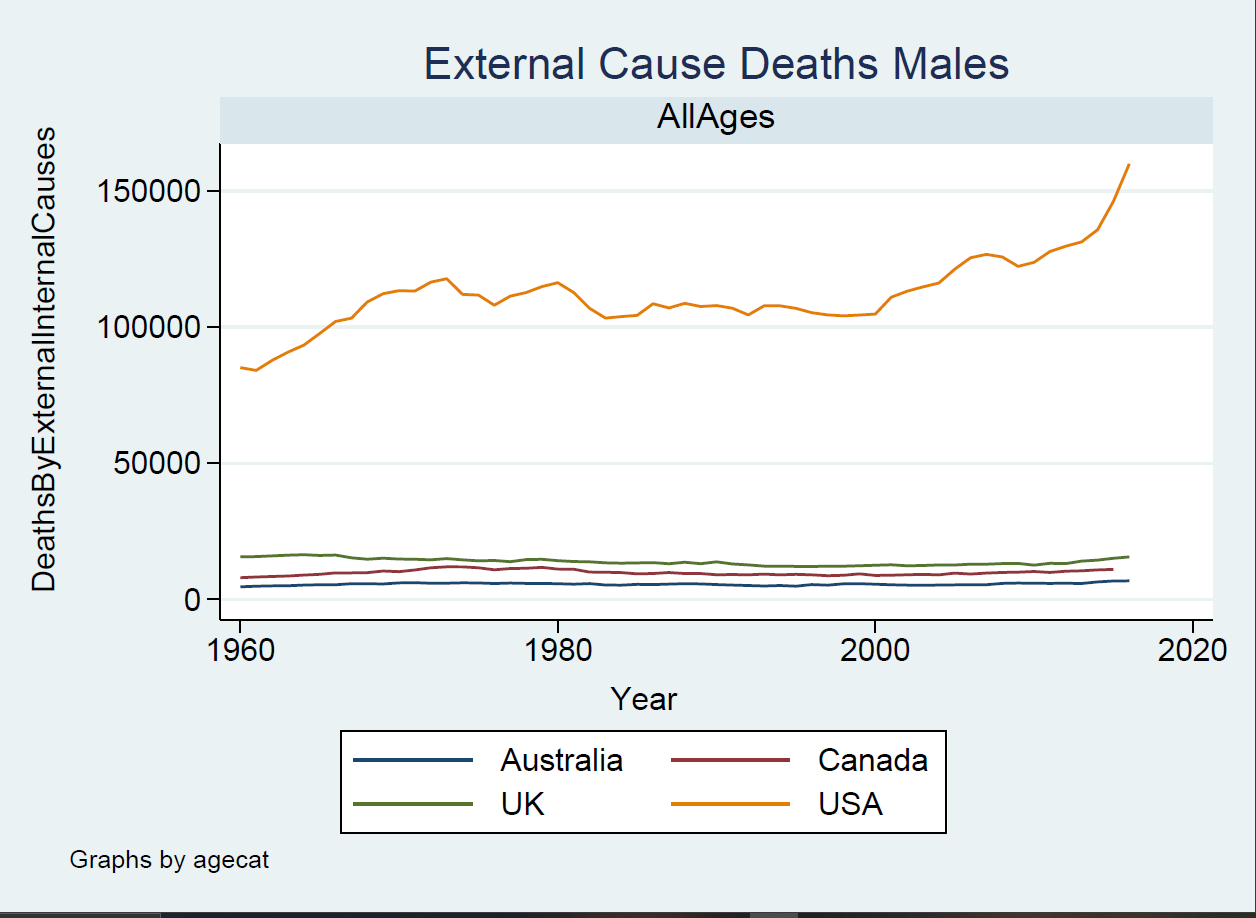 External Cause Deaths Males
AllAges
DeathsByExternalInternalCauses
150000
100000
50000
0
1960 1980 2000 2020
Year
Australia Canada
UK USA
Graphs by agecat